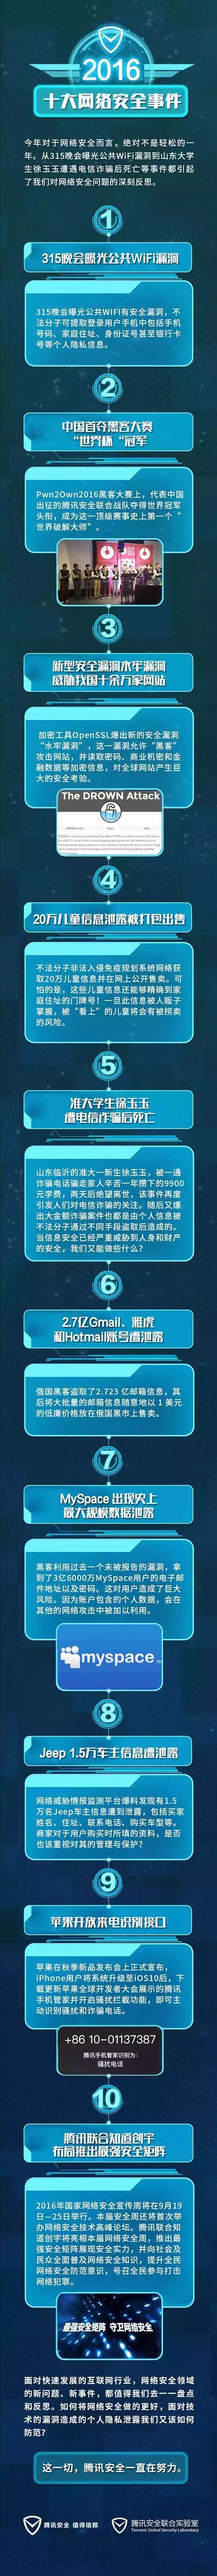 2016
十大网络安全事件
今年对于网络安全而言，绝对不是轻松的一
年。从315晚会曝光公共WiFi漏洞到山东大学
生徐玉玉遭遇电信诈骗后死亡等事件都引起
了我们对网络安全问题的深刻反思。
1
315晚会曝光公共WiFi漏洞
315晚会曝光公共WIFI有安全漏洞，不
法分子可提取登录用户手机中包括手机
号码、家庭住址、身份证号甚至银行卡
号等个人隐私信息。
2
中国首夺黑客大赛
“世界杯“冠军
Pwn2Own2016黑客大赛上，代表中国
出征的腾讯安全联合战队夺得世界冠军
头衔，成为这一顶级赛事史上第一个“
世界破解大师”。
3
新型安全漏洞水牢漏洞
威胁我国十余万家网站
加密工具OpenSSL爆出新的安全漏洞
“水牢漏洞”，这一漏洞允许“黑客”
攻击网站，并读取密码、商业机密和金
融数据等加密信息，对全球网站产生巨
大的安全考验。
The DROWN Attack
4
20万儿童信息泄露被打包出售
不法分子非法入侵免疫规划系统网络获
取20万儿童信息并在网上公开售卖。可
怕的是，这些儿童信息还能够精确到家
庭住址的门牌号！一旦此信息被人贩子
掌握，被“看上”的儿童将会有被拐卖
的风险。
5
准大学生徐玉玉
遭电信诈骗后死亡
山东临沂的准大一新生徐玉玉，被一通
诈骗电话骗走家人辛苦一年攒下的9900
元学费，两天后绝望离世，该事件再度
引发人们对电信诈骗的关注。随后又爆
出大金额诈骗案件也都是由个人信息被
不法分子通过不同手段盗取后造成的。
当信息安全已经严重威胁到人身和财产
的安全，我们又能做些什么？
6
2.7亿Gmail、雅虎
和Hotmail账号遭泄露
俄国黑客盗取了2.723 亿邮箱信息，其
后将大批量的邮箱信息随意地以 1 美元
的低廉价格放在俄国黑市上售卖。
7
MySpace 出现史上
最大规模数据泄露
黑客利用过去一个未被报告的漏洞，拿
到了3亿6000万MySpace用户的电子邮
件地址以及密码。这对用户造成了巨大
风险。因为账户包含的个人数据，会在
其他的网络攻击中被加以利用。
myspace
8
Jeep 1.5万车主信息遭泄露
网络威胁情报监测平台爆料发现有1.5
万名Jeep车主信息遭到泄露，包括买家
姓名、住址、联系电话、购买车型等。
商家对于用户购买时所填的资料，是否
也该重视对其的管理与保护？
9
苹果开放来电识别接口
苹果在秋季新品发布会上正式宣布，
iPhone用户将系统升级至iOS10后，下
载更新苹果全球开发者大会展示的腾讯
手机管家并开启骚扰拦截功能，即可主
动识别骚扰和诈骗电话。
+86 10-01137387
腾讯手机管家识别为：
骚扰电话
10
腾讯联合知道创宇
布局推出最强安全矩阵
2016年国家网络安全宣传周将在9月19
日—25日举行。本届安全周还将首次举
办网络安全技术高峰论坛。腾讯联合知
道创宇将亮相本届网络安全周，推出最
强安全矩阵展现安全实力，并向社会及
民众全面普及网络安全知识，提升全民
网络安全防范意识，号召全民参与打击
网络犯罪。
最强安全矩阵 守卫网络安全
面对快速发展的互联网行业，网络安全领域
的新问题、新事件，都值得我们去一一盘点
和反思。如何将网络安全做的更好，面对技
术的漏洞造成的个人隐私泄露我们又该如何
防范？
这一切，腾讯安全一直在努力。
腾讯安全 值得信赖
腾讯安全联合实验室
Tencent United Security Laboratory